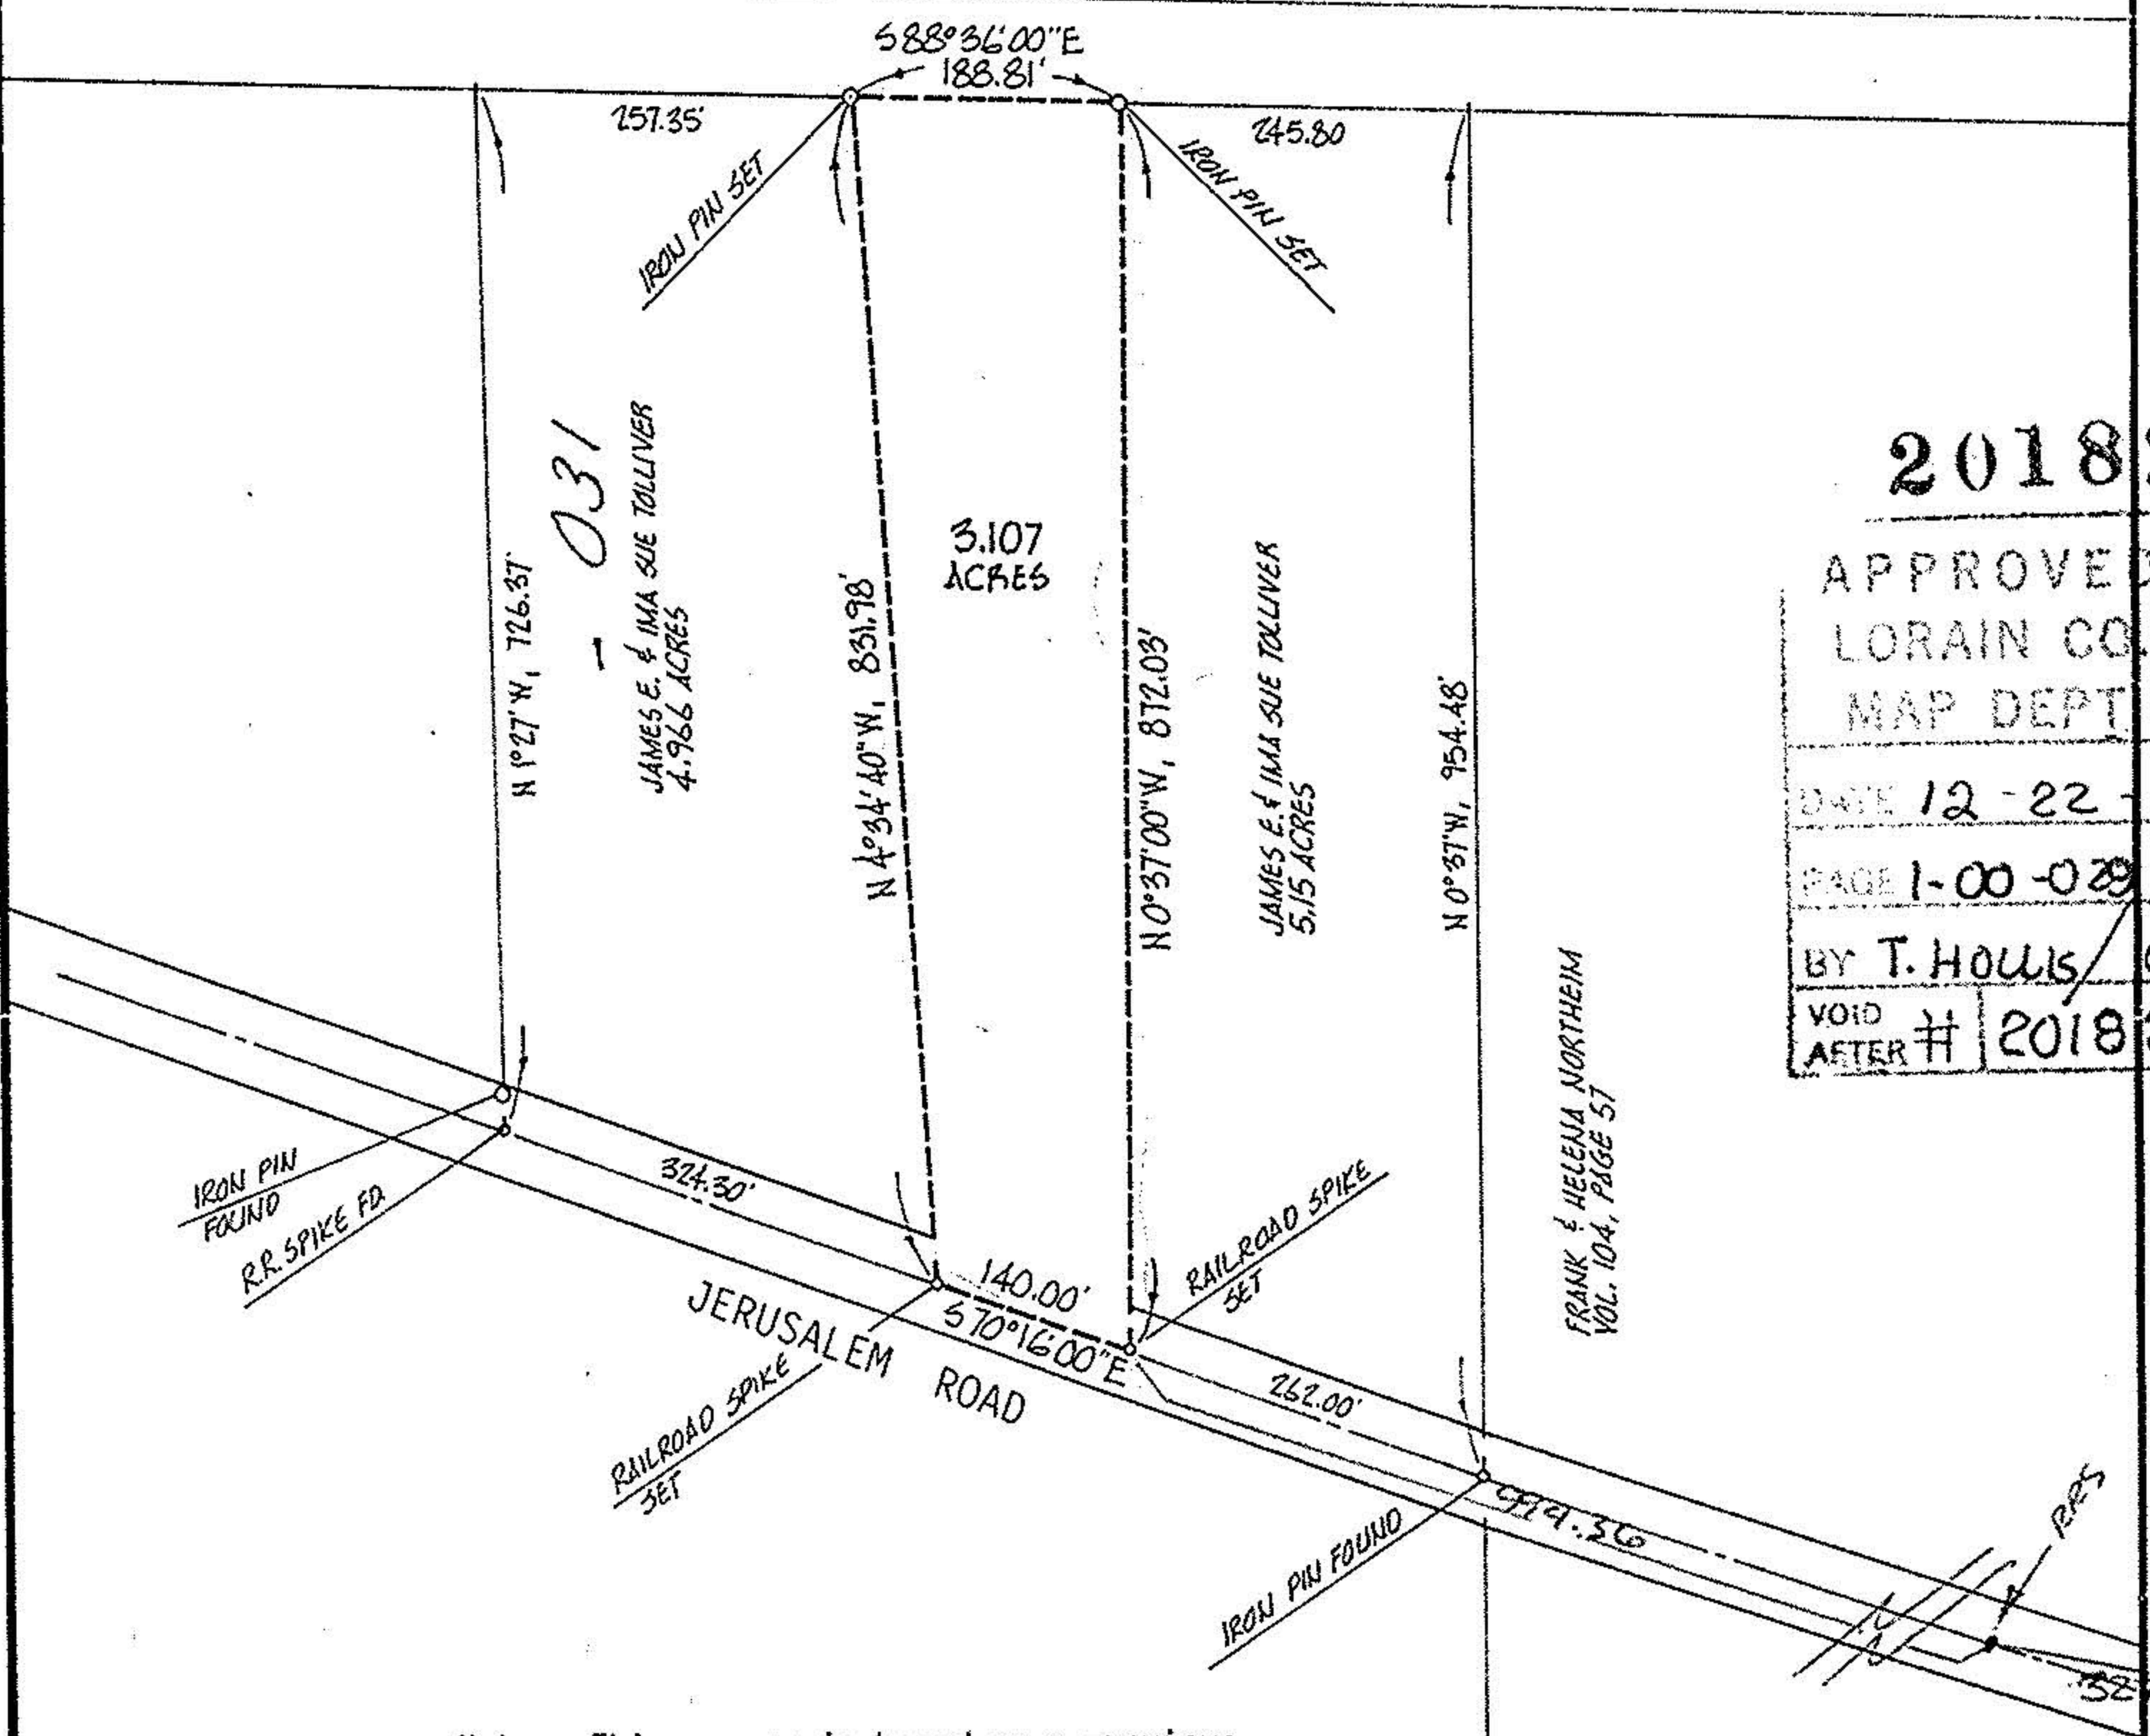 S88°36'00"E
188.81'
257.35'
245.80
IRON PIN SET
IRON PIN SET
N 1°27' W, 726.37'
- 031
JAMES E. & IMA SUE TOLLIVER
4.966 ACRES
N 4°34'40"W, 831.98'
3.107
ACRES
N 0°37'00"W, 872.03'
JAMES E. & IMA SUE TOLLIVER
5.15 ACRES
N 0°37'W, 954.48'
FRANK & HELENA NORTHEIM
VOL. 104, PAGE 57
2018
APPROVED
LORAIN CO.
MAP DEPT
DATE 12-22-
PAGE 1-00-029
BY T. HOLLIS
VOID
AFTER # 2018
IRON PIN
FOUND
R.R. SPIKE FD.
324.30'
140.00'
S 70°16'00"E
RAILROAD SPIKE
SET
JERUSALEM ROAD
RAILROAD SPIKE
SET
262.00'
IRON PIN FOUND
RRS